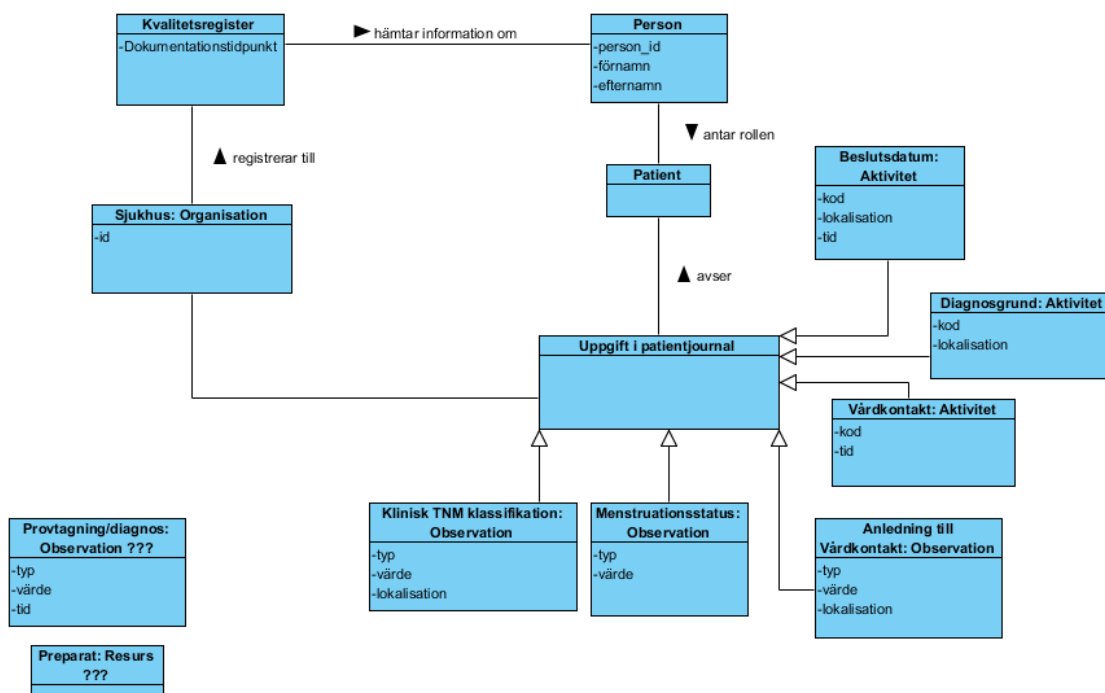 Kvalitetsregister
-Dokumentationstidpunkt
hämtar information om
Person
-person_id
-förnamn
-efternamn
registrerar till
antar rollen
Sjukhus: Organisation
-id
Patient
Beslutsdatum:
Aktivitet
-kod
-lokalisation
-tid
avser
Diagnosgrund: Aktivitet
-kod
-lokalisation
Uppgift i patientjournal
Vårdkontakt: Aktivitet
-kod
-tid
Provtagning/diagnos:
Observation ???
-typ
-värde
-tid
Klinisk TNM klassifikation:
Observation
-typ
-värde
-lokalisation
Menstruationsstatus:
Observation
-typ
-värde
Anledning till
Vårdkontakt: Observation
-typ
-värde
-lokalisation
Preparat: Resurs
???